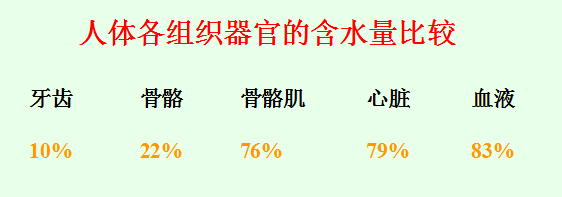 人体各组织器官的含水量比较
牙齿 骨骼 骨骼肌 心脏 血液
10% 22% 76% 79% 83%